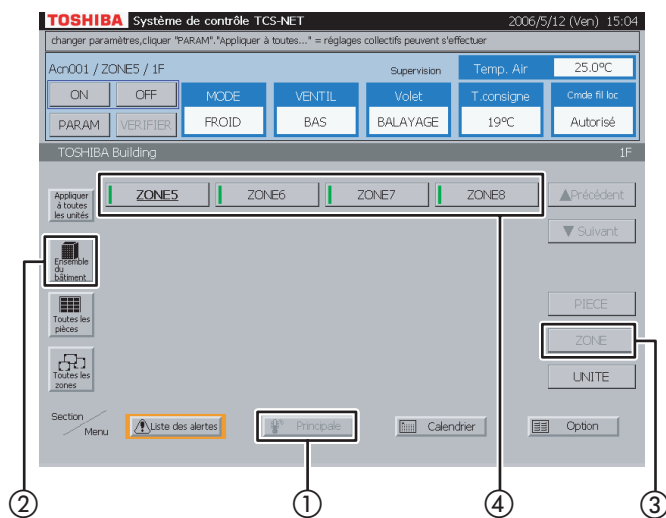 TOSHIBA Système de contrôle TCS-NET 2006/5/12 (Ven) 15:04
changer paramètres,cliquer "PARAM"."Appliquer à toutes..." = réglages collectifs peuvent s'effectuer
Acn001 / ZONE5 / 1F Supervision Temp. Air 25.0°C
ON OFF MODE VENTIL Volet T.consigne Cmde fil loc
PARAM VERIFIER FROID BAS BALAYAGE 19°C Autorisé
TOSHIBA Building 1F
Appliquer à toutes les unités
ZONE5 ZONE6 ZONE7 ZONE8
▲Précédent
▼ Suivant
Ensemble du bâtiment
Toutes les pièces
PIECE
ZONE
Toutes les zones
UNITE
Section / Menu
Liste des alertes
Principale
Calendrier
Option
② ① ④ ③